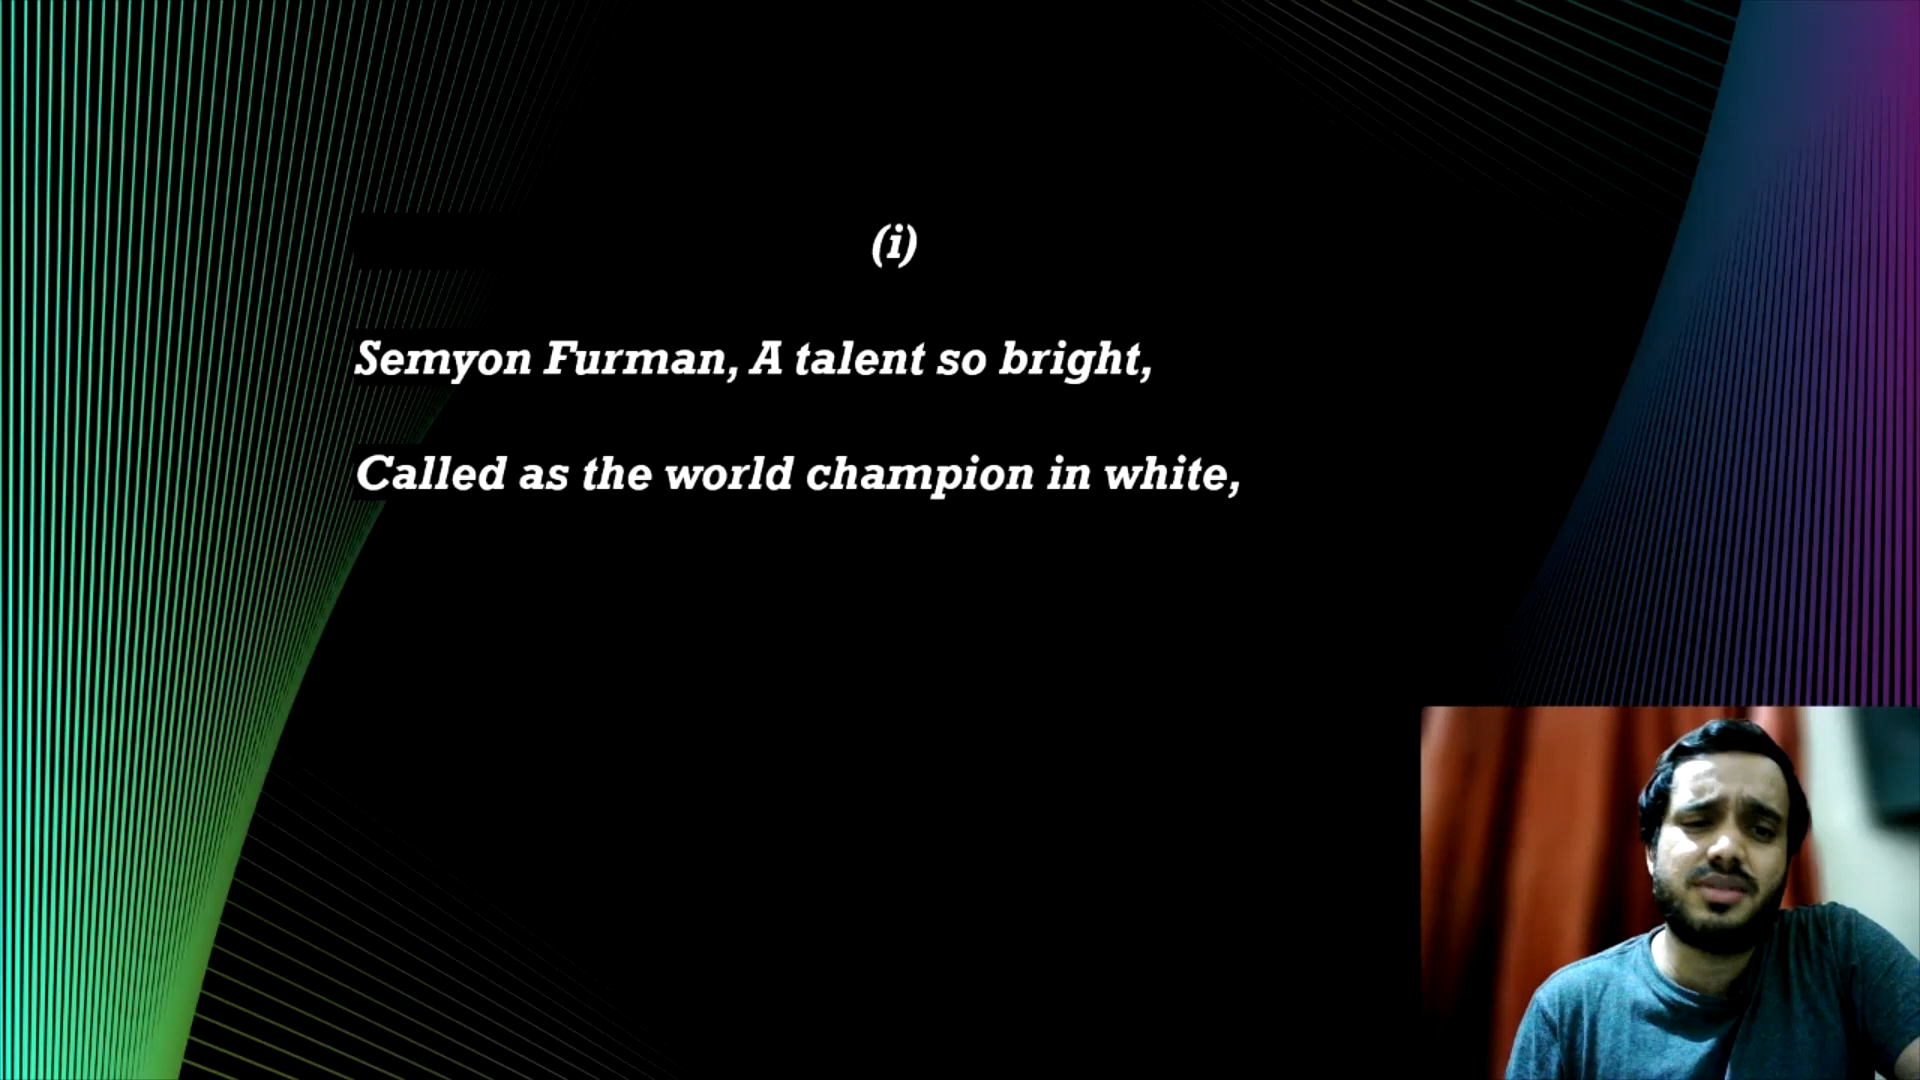 (i)
Semyon Furman, A talent so bright,
Called as the world champion in white,